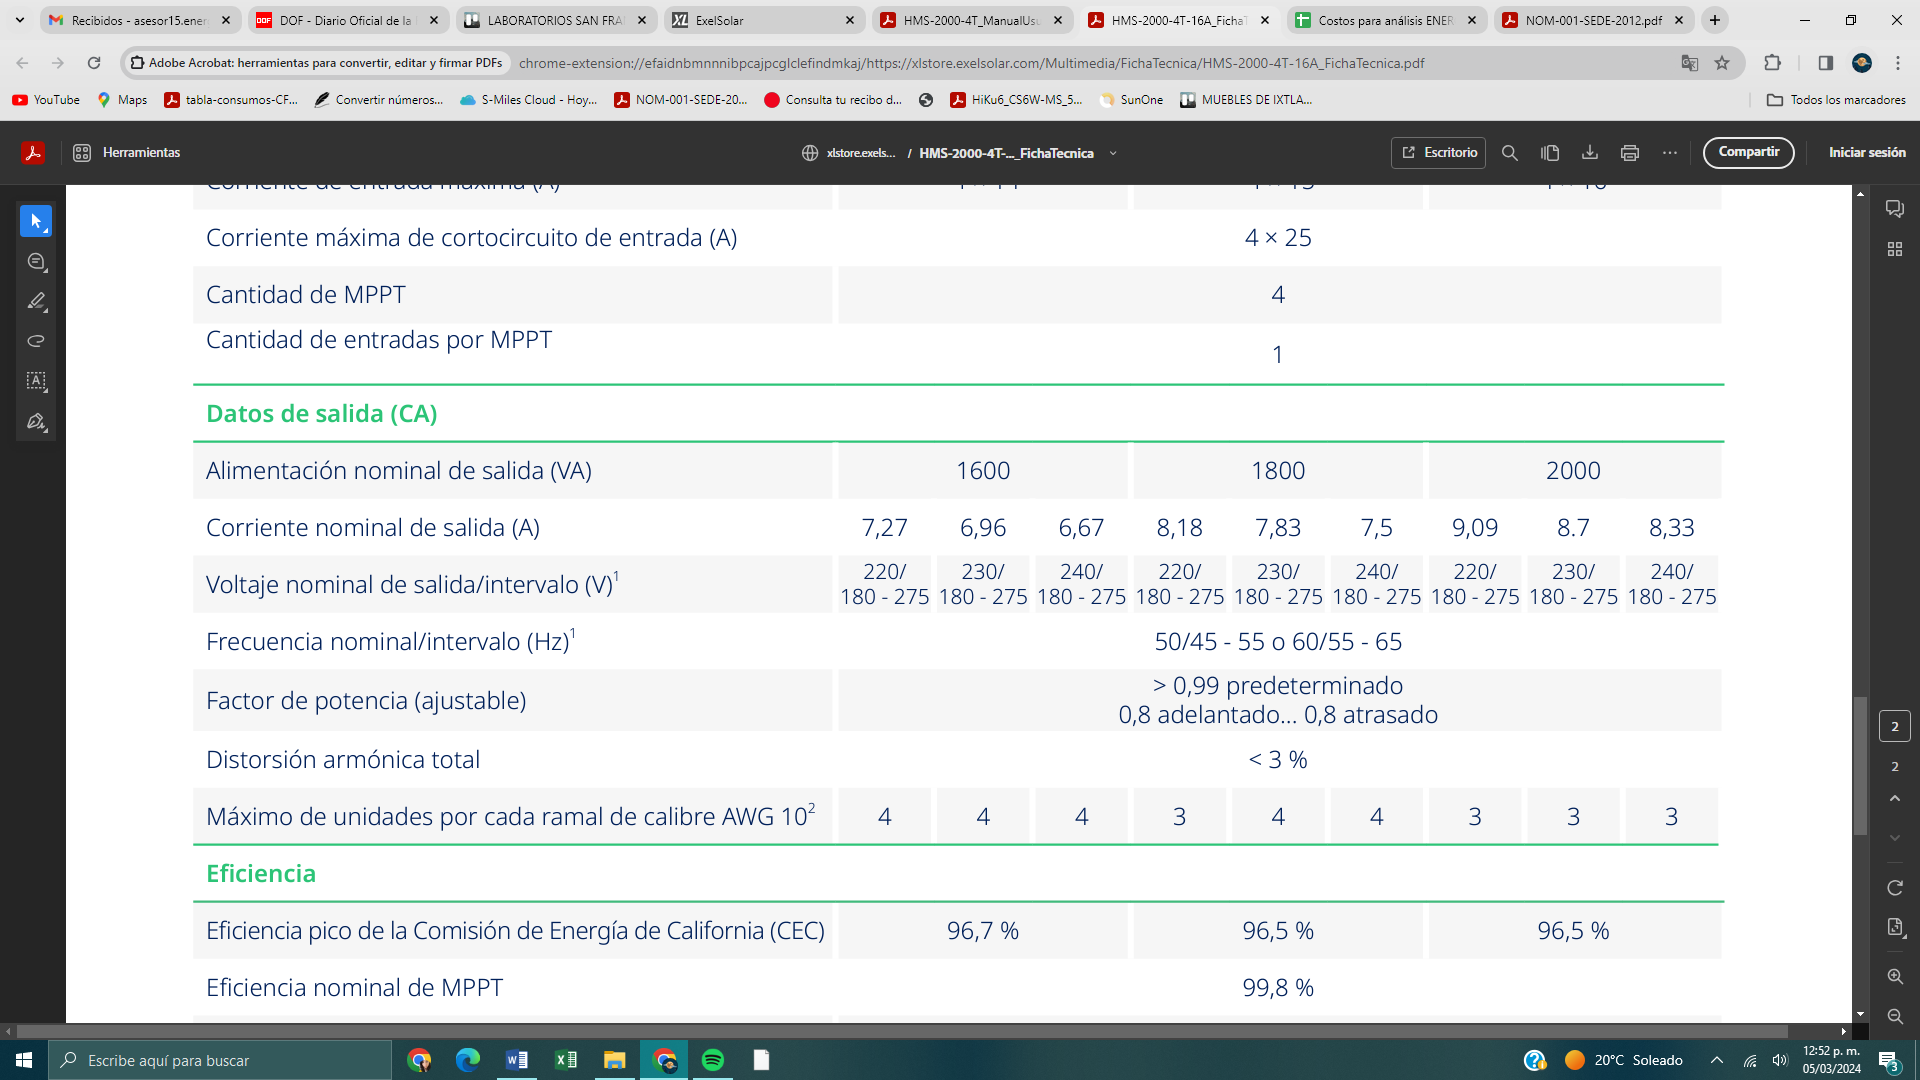 Recibidos - asesor15.ener
DOF - Diario Oficial de la
LABORATORIOS SAN FRA
ExelSolar
HMS-2000-4T_ManualUsu
HMS-2000-4T-16A_FichaT
Costos para análisis ENER
NOM-001-SEDE-2012.pdf
Adobe Acrobat: herramientas para convertir, editar y firmar PDFs
chrome-extension://efaidnbmnnnibpcajpcglclefindmkaj/https://xlstore.exelsolar.com/Multimedia/FichaTecnica/HMS-2000-4T-16A_FichaTecnica.pdf
YouTube
Maps
tabla-consumos-CF...
Convertir números...
S-Miles Cloud - Hoy...
NOM-001-SEDE-20...
Consulta tu recibo d...
HiKu6_CS6W-MS_5...
SunOne
MUEBLES DE IXTLA...
Todos los marcadores
Herramientas
xlstore.exels... / HMS-2000-4T-..._FichaTecnica
Escritorio
Compartir
Iniciar sesión
Corriente de entrada máxima (A)
Corriente máxima de cortocircuito de entrada (A) 4 × 25
Cantidad de MPPT 4
Cantidad de entradas por MPPT 1
Datos de salida (CA)
Alimentación nominal de salida (VA) 1600 1800 2000
Corriente nominal de salida (A) 7,27 6,96 6,67 8,18 7,83 7,5 9,09 8.7 8,33
Voltaje nominal de salida/intervalo (V)1 220/ 230/ 240/ 220/ 230/ 240/ 220/ 230/ 240/
180 - 275 180 - 275 180 - 275 180 - 275 180 - 275 180 - 275 180 - 275 180 - 275 180 - 275
Frecuencia nominal/intervalo (Hz)1 50/45 - 55 o 60/55 - 65
Factor de potencia (ajustable) > 0,99 predeterminado
0,8 adelantado... 0,8 atrasado
Distorsión armónica total < 3 %
Máximo de unidades por cada ramal de calibre AWG 102 4 4 4 3 4 4 3 3 3
Eficiencia
Eficiencia pico de la Comisión de Energía de California (CEC) 96,7 % 96,5 % 96,5 %
Eficiencia nominal de MPPT 99,8 %
2
2
Escribe aquí para buscar
20°C Soleado
12:52 p. m.
05/03/2024
3